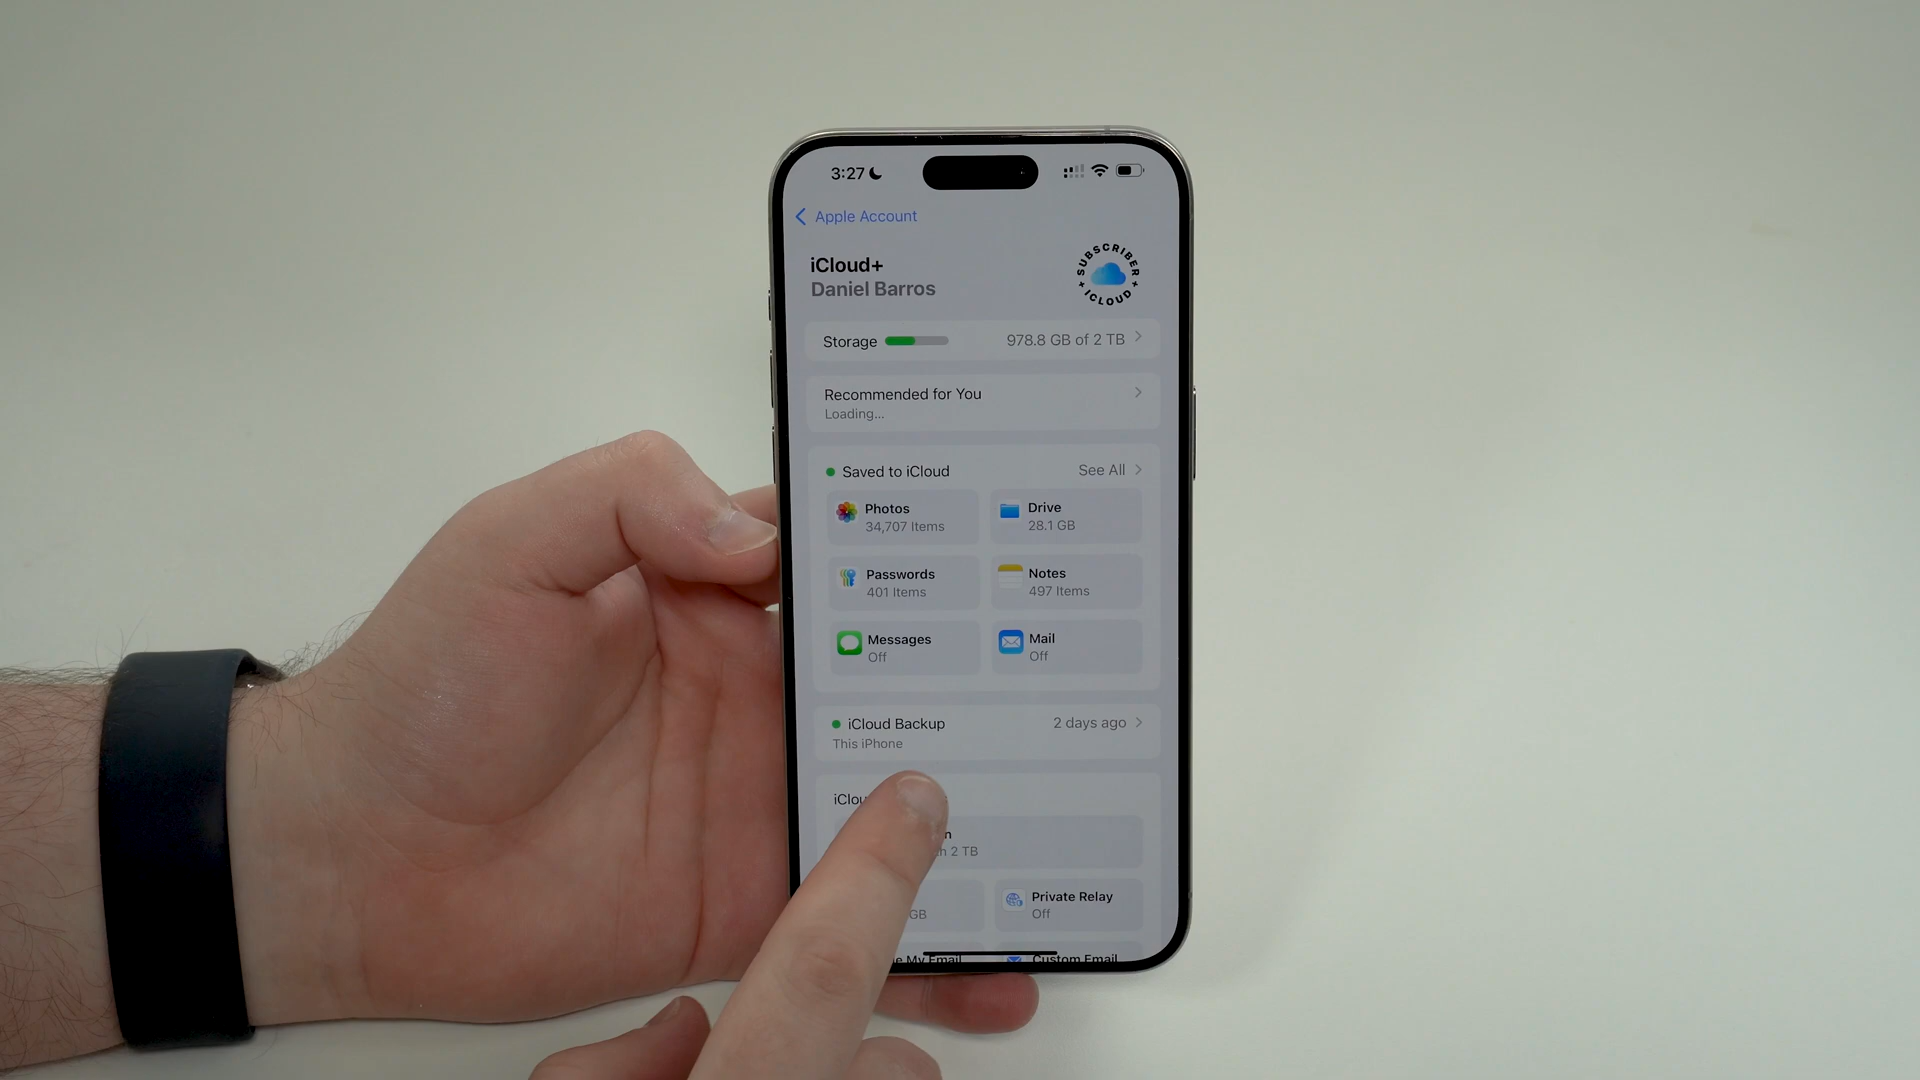 3:27
Apple Account
iCloud+
Daniel Barros
SUBSCRIBER
ICLOUD
Storage
978.8 GB of 2 TB
Recommended for You
Loading...
Saved to iCloud
See All
Photos
34,707 Items
Drive
28.1 GB
Passwords
401 Items
Notes
497 Items
Messages
Off
Mail
Off
iCloud Backup
2 days ago
This iPhone
2 TB
GB
Private Relay
Off
My Email
Custom Email